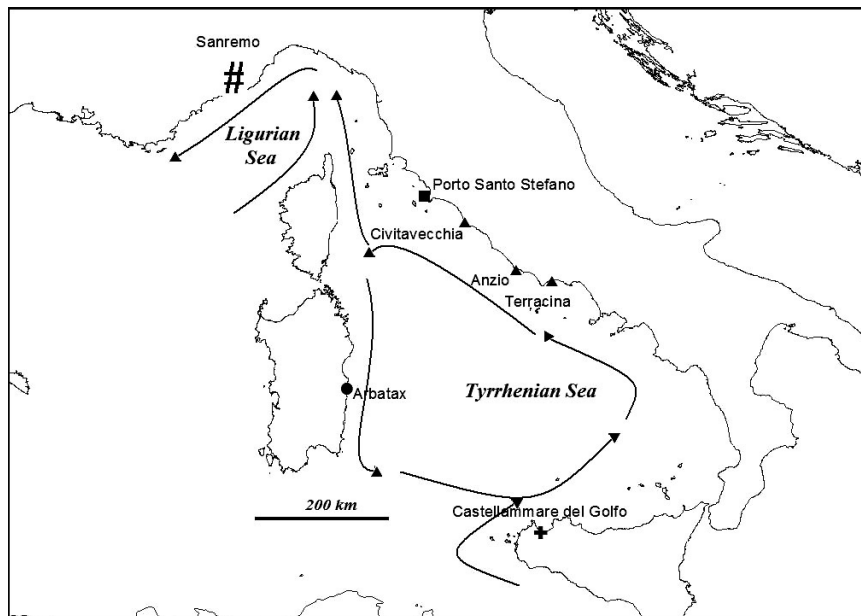 Sanremo
#
Ligurian
Sea
Porto Santo Stefano
Civitavecchia
Anzio
Terracina
Arbatax
Tyrrhenian Sea
200 km
Castellammare del Golfo